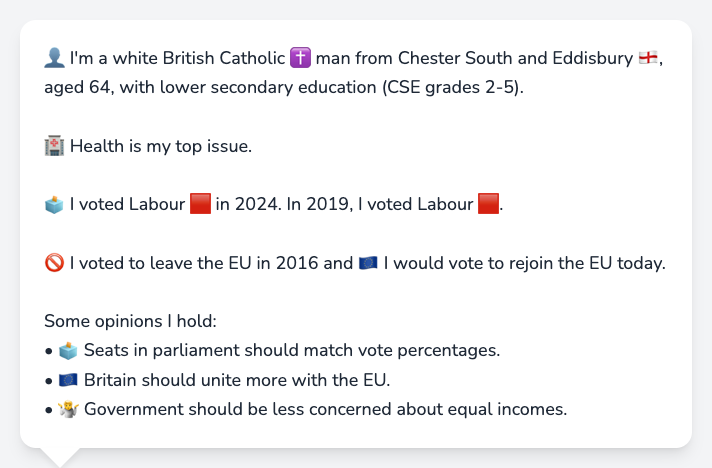 👤 I'm a white British Catholic ✝️ man from Chester South and Eddisbury 🏴󠁧󠁢󠁥󠁮󠁧󠁿,
aged 64, with lower secondary education (CSE grades 2-5).
🏥 Health is my top issue.
🗳️ I voted Labour 🟥 in 2024. In 2019, I voted Labour 🟥.
🚫 I voted to leave the EU in 2016 and 🇪🇺 I would vote to rejoin the EU today.
Some opinions I hold:
• 🗳️ Seats in parliament should match vote percentages.
• 🇪🇺 Britain should unite more with the EU.
• 🤷 Government should be less concerned about equal incomes.